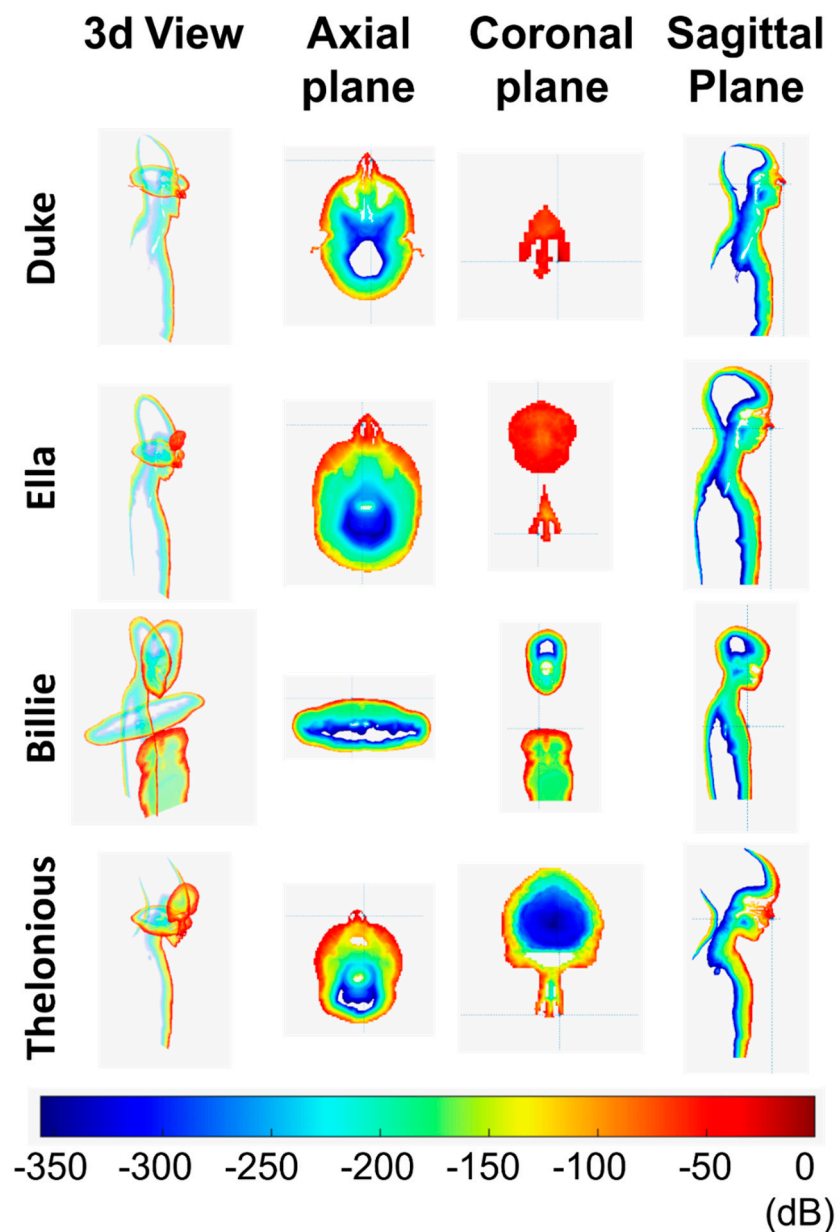 3d View
Axial plane
Coronal plane
Sagittal Plane
Duke
Ella
Billie
Thelonious
-350 -300 -250 -200 -150 -100 -50 0
(dB)